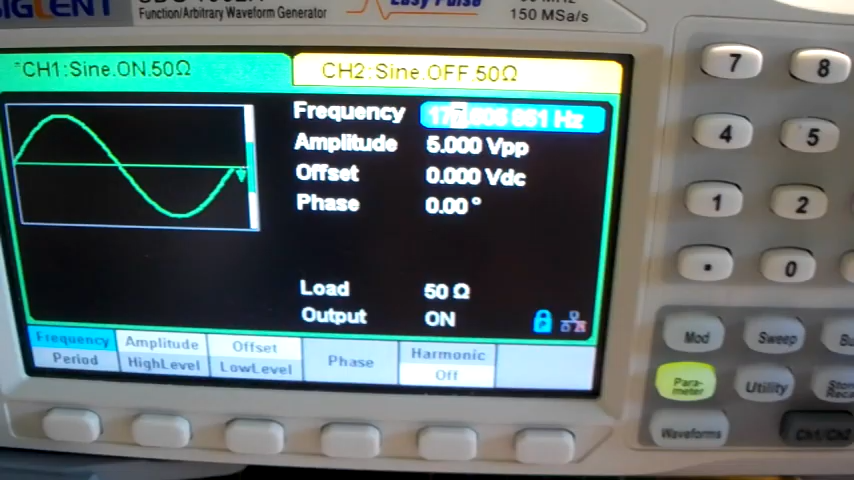 SIGLENT
Function/Arbitrary Waveform Generator
Easy Pulse
150 MSa/s
CH1:Sine.ON.50Ω
CH2:Sine.OFF.50Ω
Frequency
Hz
Amplitude 5.000 Vpp
Offset 0.000 Vdc
Phase 0.00°
Load 50 Ω
Output ON
Frequency
Period
Amplitude
HighLevel
Offset
LowLevel
Phase
Harmonic
Off
7 8
4 5
1 2
. 0
Mod Sweep Bu
Para-
meter
Utility
Waveforms
Ch1/Ch2